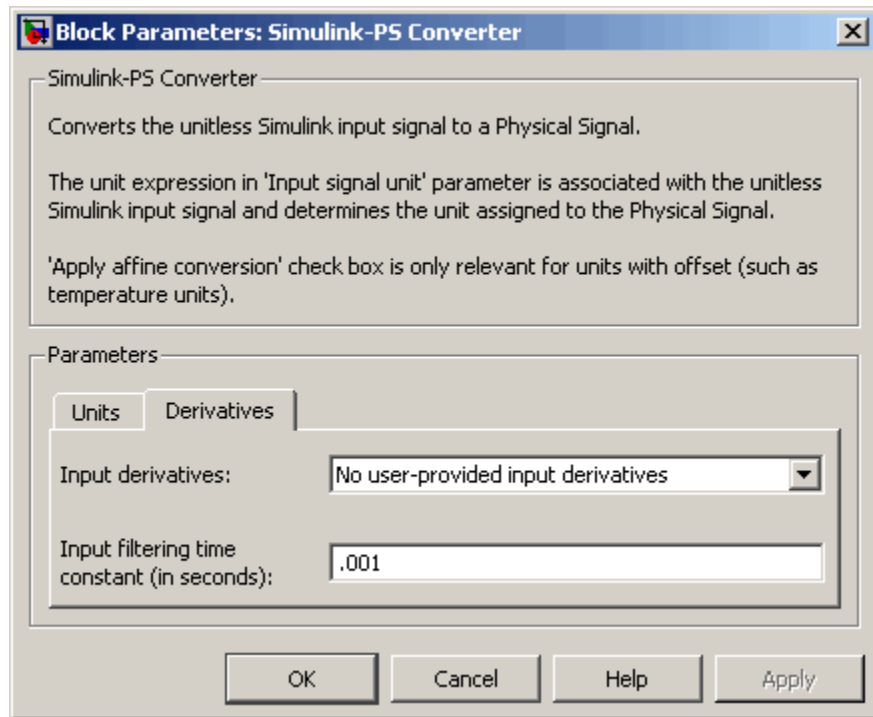 Block Parameters: Simulink-PS Converter
Simulink-PS Converter
Converts the unitless Simulink input signal to a Physical Signal.
The unit expression in 'Input signal unit' parameter is associated with the unitless
Simulink input signal and determines the unit assigned to the Physical Signal.
'Apply affine conversion' check box is only relevant for units with offset (such as
temperature units).
Parameters
Units
Derivatives
Input derivatives:
No user-provided input derivatives
Input filtering time
constant (in seconds):
.001
OK
Cancel
Help
Apply